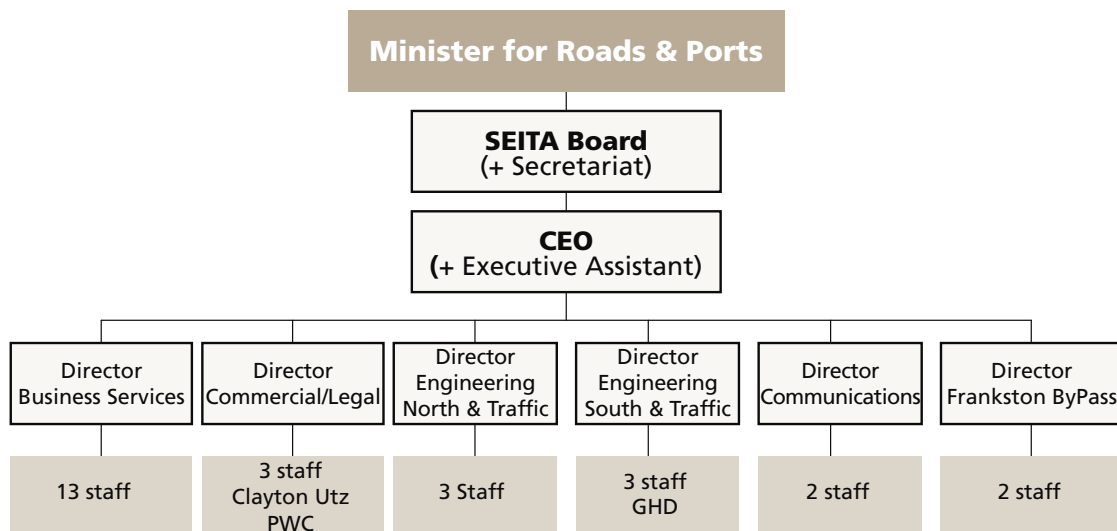 Minister for Roads & Ports
SEITA Board
(+ Secretariat)
CEO
(+ Executive Assistant)
Director
Business Services
Director
Commercial/Legal
Director
Engineering
North & Traffic
Director
Engineering
South & Traffic
Director
Communications
Director
Frankston ByPass
13 staff
3 staff
Clayton Utz
PWC
3 Staff
3 staff
GHD
2 staff
2 staff